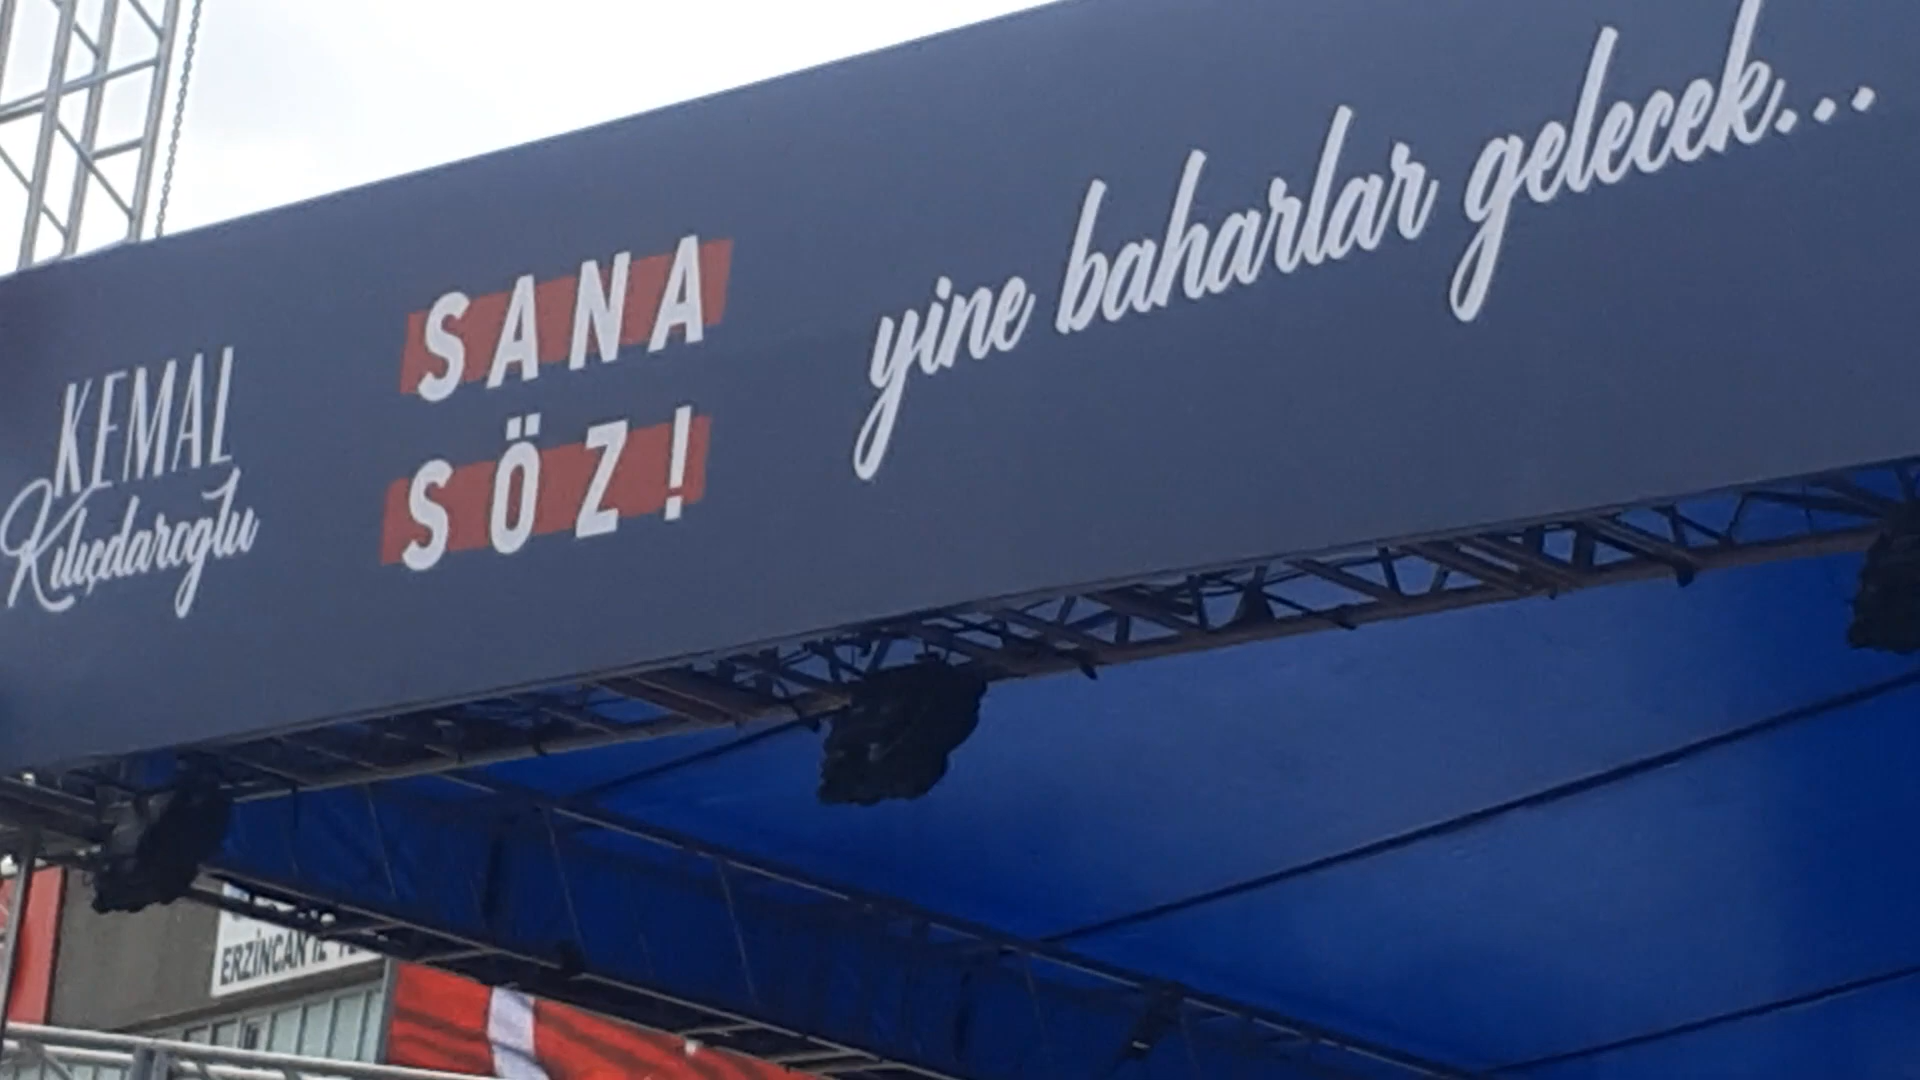 KEMAL
Kılıçdaroğlu
SANA
SÖZ!
yine baharlar gelecek...
ERZİNCAN İL